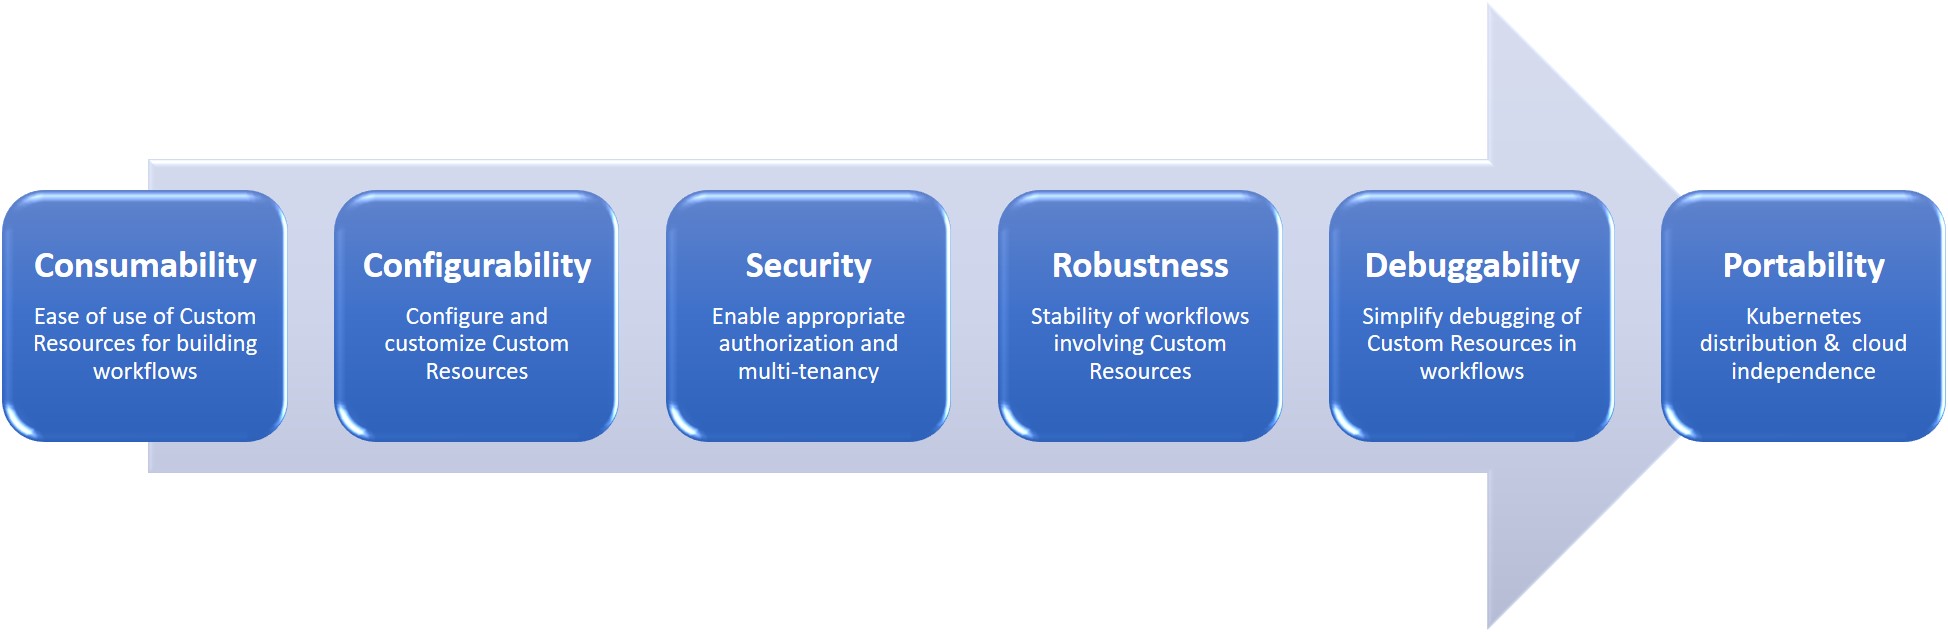 Consumability
Ease of use of Custom
Resources for building
workflows
Configurability
Configure and
customize Custom
Resources
Security
Enable appropriate
authorization and
multi-tenancy
Robustness
Stability of workflows
involving Custom
Resources
Debuggability
Simplify debugging of
Custom Resources in
workflows
Portability
Kubernetes
distribution &  cloud
independence